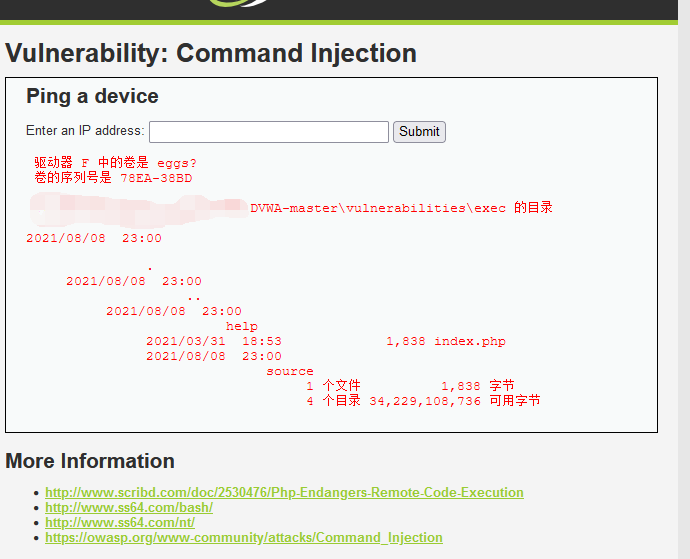 Vulnerability: Command Injection
Ping a device
Enter an IP address: Submit
驱动器 F 中的卷是 eggs?
卷的序列号是 78EA-38BD
DVWA-master\vulnerabilities\exec 的目录
2021/08/08 23:00
.
2021/08/08 23:00
..
2021/08/08 23:00
help
2021/03/31 18:53 1,838 index.php
2021/08/08 23:00
source
1 个文件 1,838 字节
4 个目录 34,229,108,736 可用字节
More Information
http://www.scribd.com/doc/2530476/Php-Endangers-Remote-Code-Execution
http://www.ss64.com/bash/
http://www.ss64.com/nt/
https://owasp.org/www-community/attacks/Command_Injection